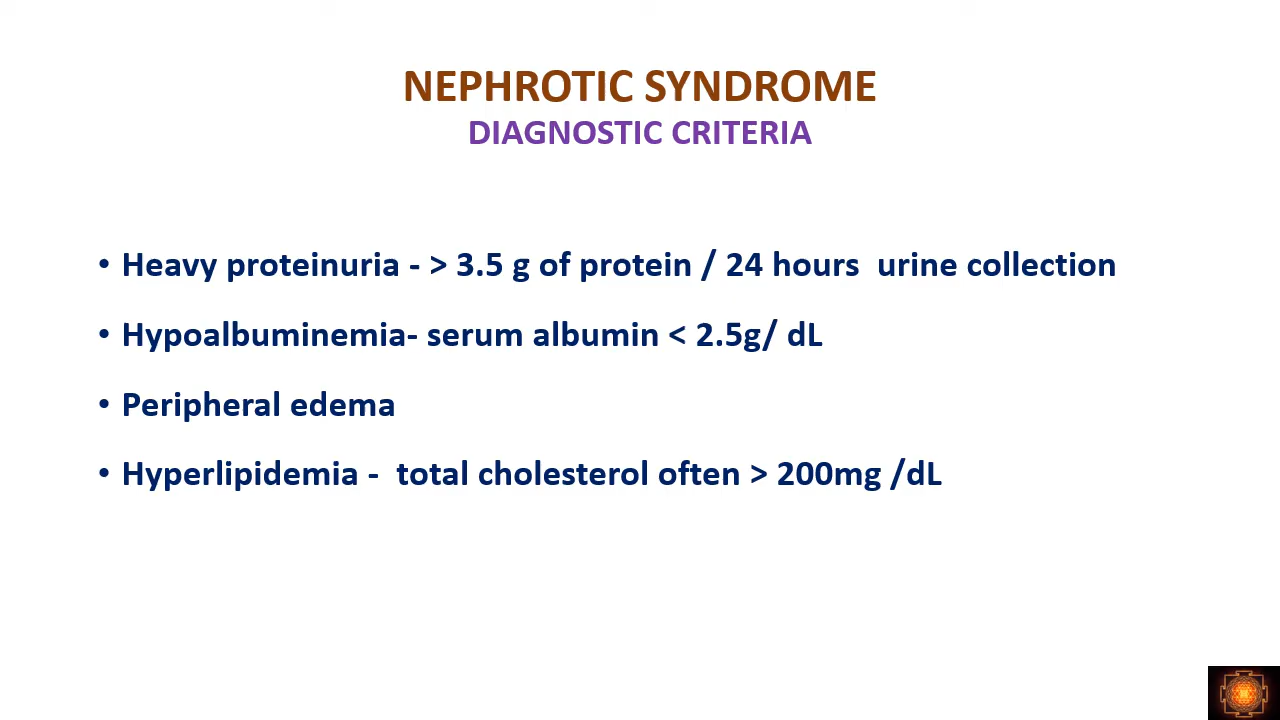 NEPHROTIC SYNDROME
DIAGNOSTIC CRITERIA
• Heavy proteinuria - > 3.5 g of protein / 24 hours  urine collection
• Hypoalbuminemia- serum albumin < 2.5g/ dL
• Peripheral edema
• Hyperlipidemia -  total cholesterol often > 200mg /dL